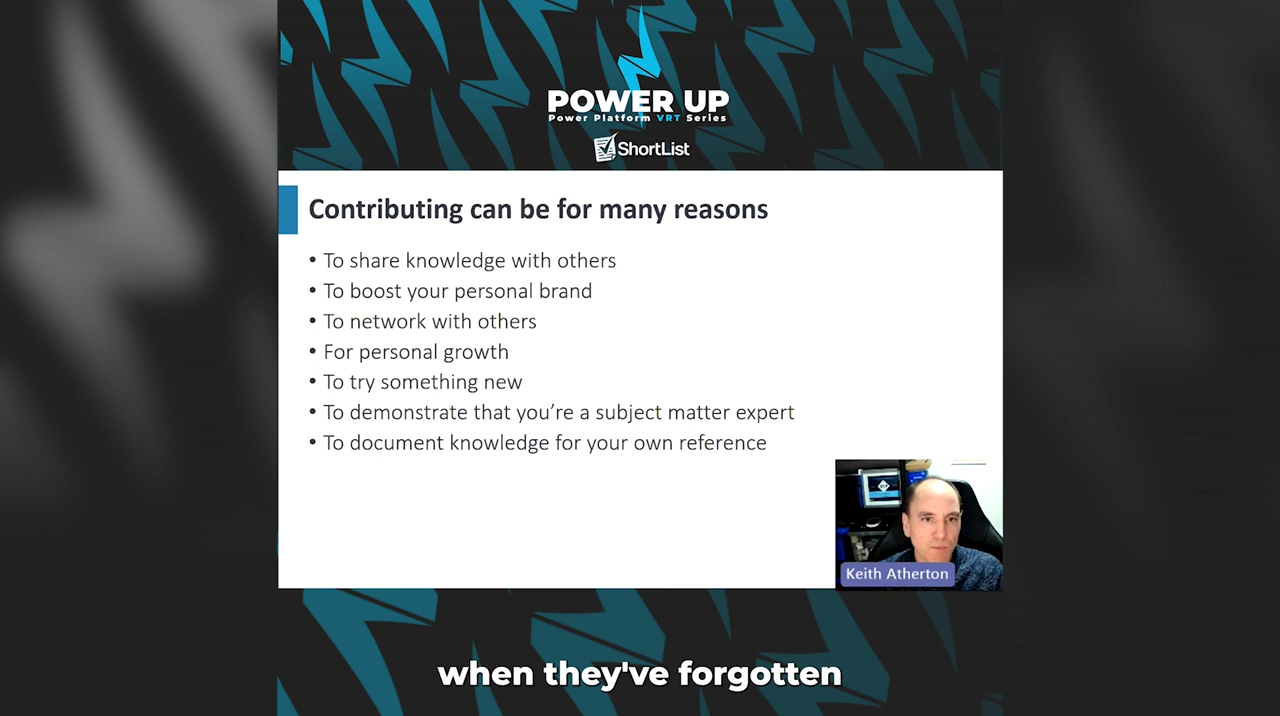 POWER UP
Power Platform VRT Series
ShortList
Contributing can be for many reasons
• To share knowledge with others
• To boost your personal brand
• To network with others
• For personal growth
• To try something new
• To demonstrate that you’re a subject matter expert
• To document knowledge for your own reference
Keith Atherton
when they've forgotten